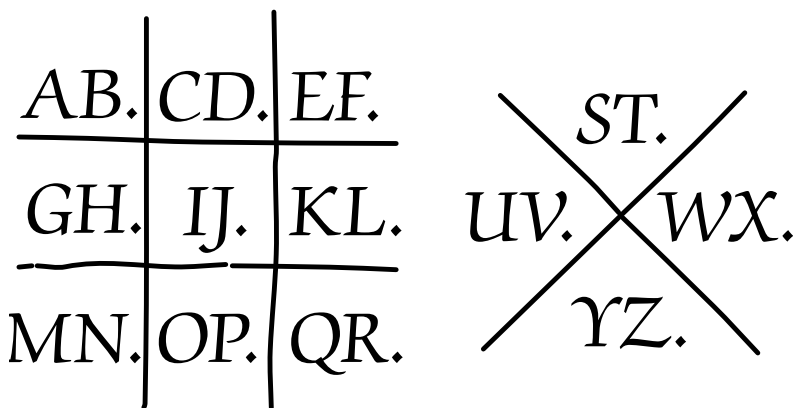 AB. CD. EF.
GH. IJ. KL.
MN. OP. QR.
ST.
UV. WX.
YZ.